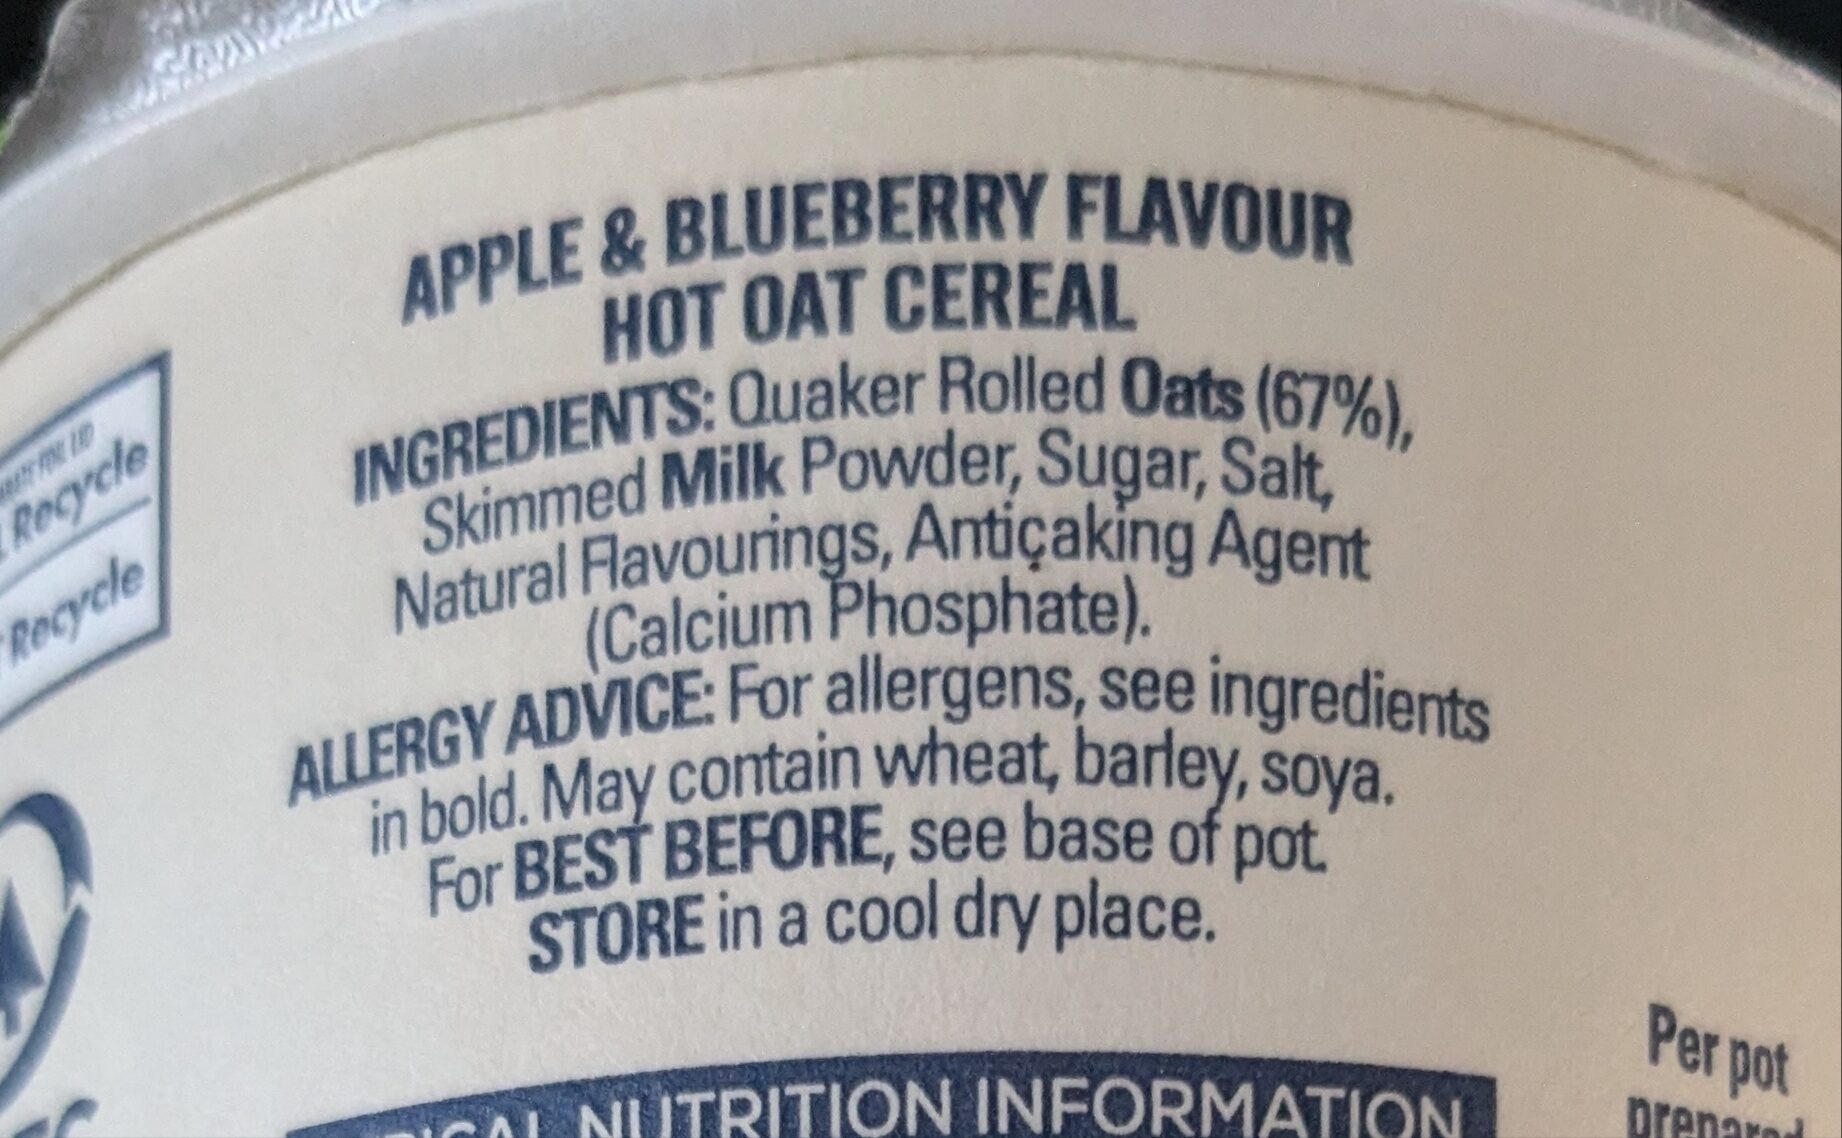 APPLE & BLUEBERRY FLAVOUR
HOT OAT CEREAL
INGREDIENTS: Quaker Rolled Oats (67%),
Skimmed Milk Powder, Sugar, Salt,
Natural Flavourings, Anticaking Agent
(Calcium Phosphate).
ALLERGY ADVICE: For allergens, see ingredients
in bold. May contain wheat, barley, soya.
For BEST BEFORE, see base of pot.
STORE in a cool dry place.
NUTRITION INFORMATION
Per pot
FOIL LID
Recycle
Recycle